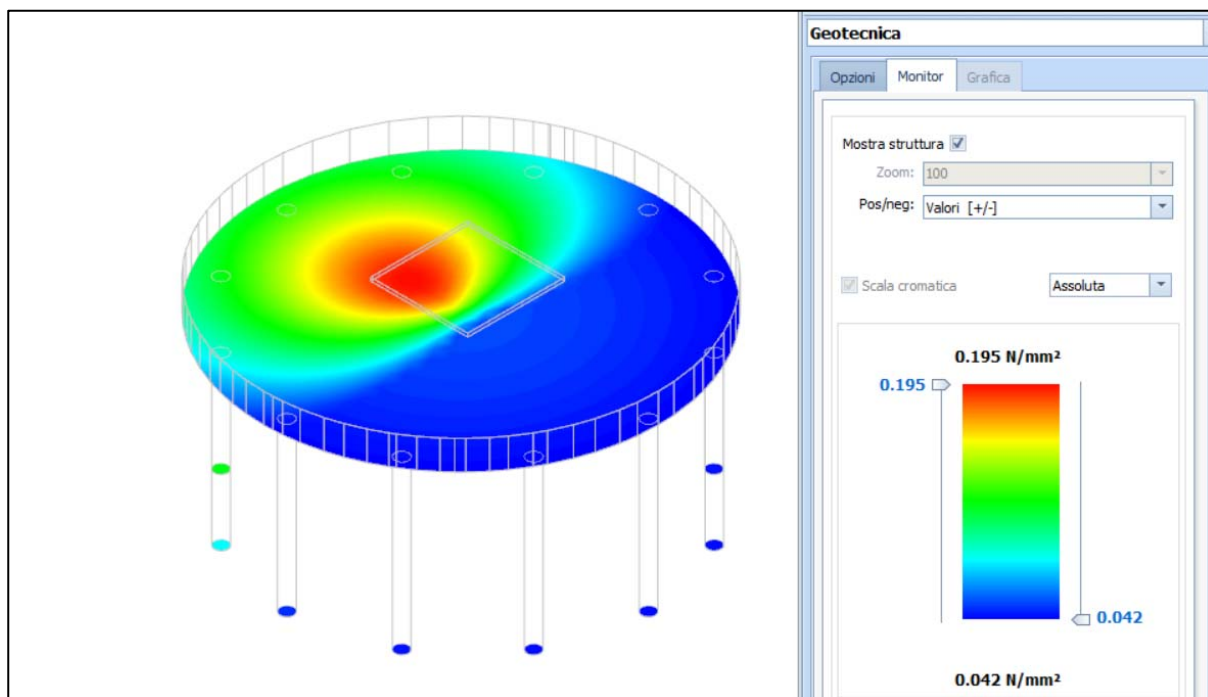 Geotecnica
Opzioni Monitor Grafica
Mostra struttura
Zoom: 100
Pos/neg: Valori [+/-]
Scala cromatica Assoluta
0.195 N/mm²
0.195
0.042
0.042 N/mm²